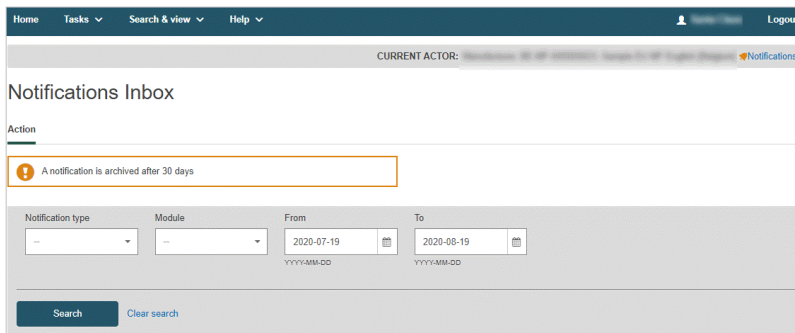 Home Tasks Search & view Help Logou
CURRENT ACTOR: Notifications
Notifications Inbox
Action
A notification is archived after 30 days
Notification type Module From To
-- -- 2020-07-19 2020-08-19
YYYY-MM-DD YYYY-MM-DD
Search Clear search